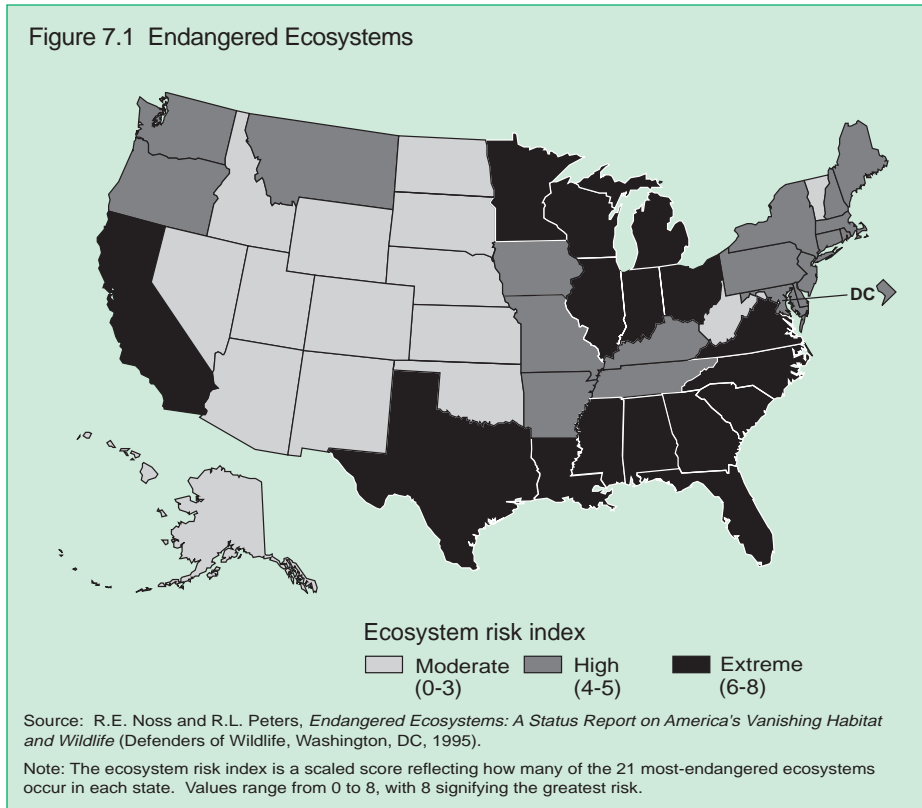 Figure 7.1 Endangered Ecosystems
DC
Ecosystem risk index
Moderate
(0-3)
High
(4-5)
Extreme
(6-8)
Source: R.E. Noss and R.L. Peters, Endangered Ecosystems: A Status Report on America's Vanishing Habitat
and Wildlife (Defenders of Wildlife, Washington, DC, 1995).
Note: The ecosystem risk index is a scaled score reflecting how many of the 21 most-endangered ecosystems
occur in each state. Values range from 0 to 8, with 8 signifying the greatest risk.